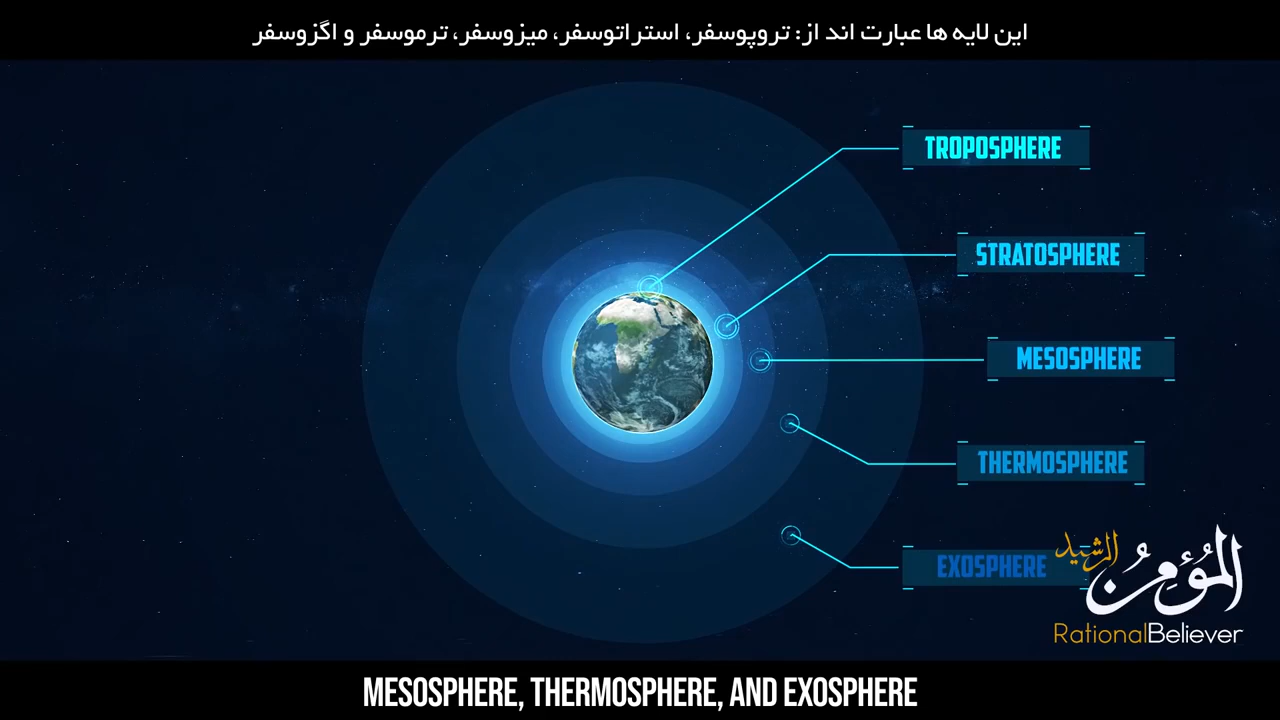 این لایه ها عبارت اند از: تروپوسفر، استراتوسفر، میزوسفر، ترموسفر و اگزوسفر
TROPOSPHERE
STRATOSPHERE
MESOSPHERE
THERMOSPHERE
EXOSPHERE
المؤمن الرشيد
RationalBeliever
MESOSPHERE, THERMOSPHERE, AND EXOSPHERE